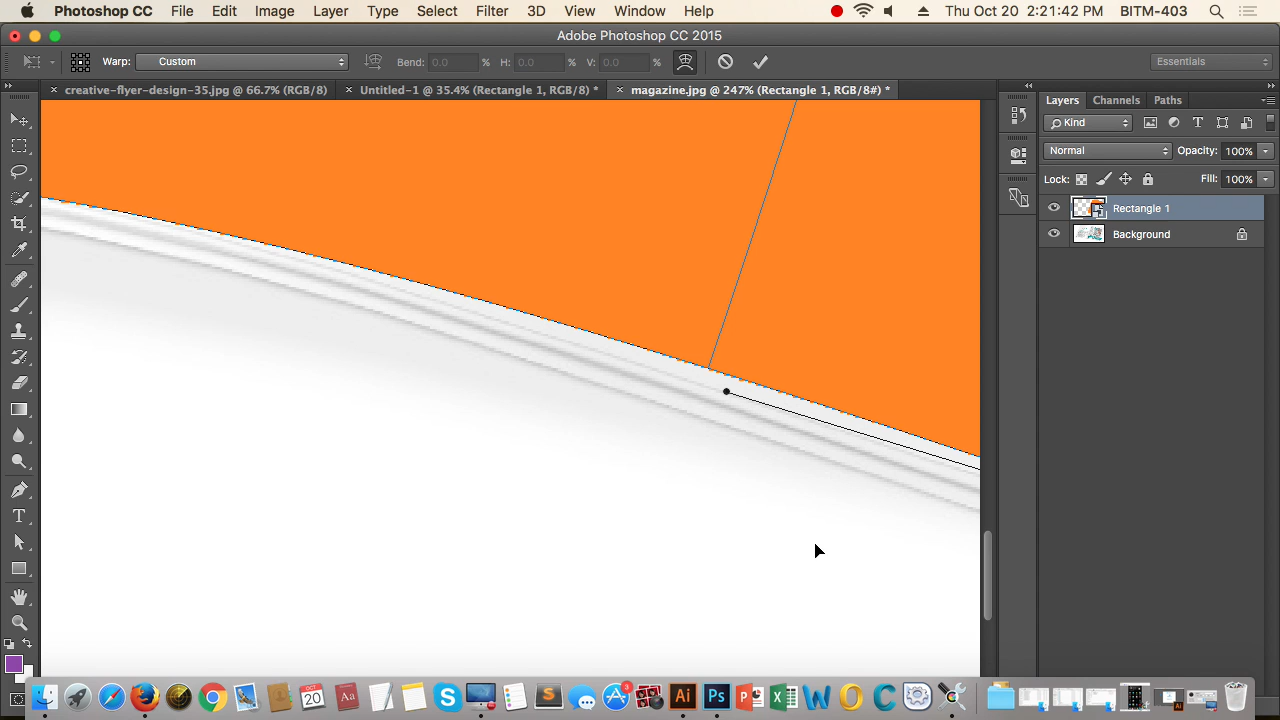 Photoshop CC File Edit Image Layer Type Select Filter 3D View Window Help Thu Oct 20 2:21:42 PM BITM-403
Adobe Photoshop CC 2015
Warp: Custom Bend: 0.0 % H: 0.0 % V: 0.0 % Essentials
creative-flyer-design-35.jpg @ 66.7% (RGB/8) Untitled-1 @ 35.4% (Rectangle 1, RGB/8) * magazine.jpg @ 247% (Rectangle 1, RGB/8#) *
Layers Channels Paths
Kind
Normal Opacity: 100%
Lock: Fill: 100%
Rectangle 1
Background